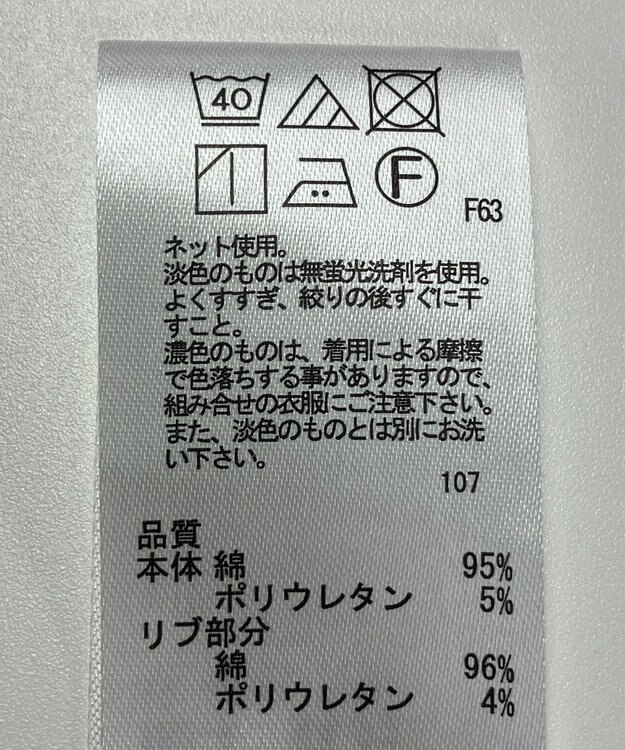 40
F
F63
ネット使用。
淡色のものは無蛍光洗剤を使用。
よくすすぎ、絞りの後すぐに干
すこと。
濃色のものは、着用による摩擦
で色落ちする事がありますので、
組み合せの衣服にご注意下さい。
また、淡色のものとは別にお洗
い下さい。
107
品質
本体 綿 95%
ポリウレタン 5%
リブ部分
綿 96%
ポリウレタン 4%